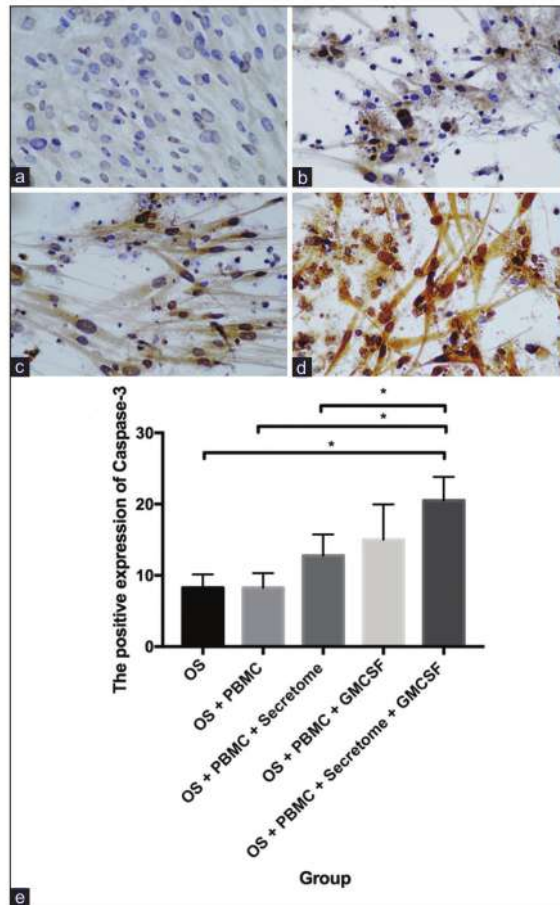 a
b
c
d
*
*
*
The positive expression of Caspase-3
30
20
10
0
OS
OS + PBMC
OS + PBMC + Secretome
OS + PBMC + GMCSF
OS + PBMC + Secretome + GMCSF
Group
e